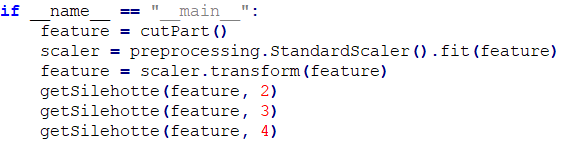 if __name__ == "__main__":
    feature = cutPart()
    scaler = preprocessing.StandardScaler().fit(feature)
    feature = scaler.transform(feature)
    getSilehotte(feature, 2)
    getSilehotte(feature, 3)
    getSilehotte(feature, 4)